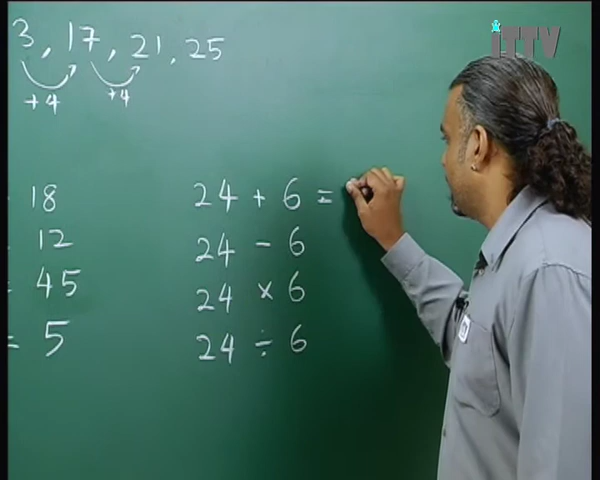 iTTV
3, 17, 21, 25
+4 +4
18
12
45
= 5
24 + 6 =
24 - 6
24 × 6
24 ÷ 6